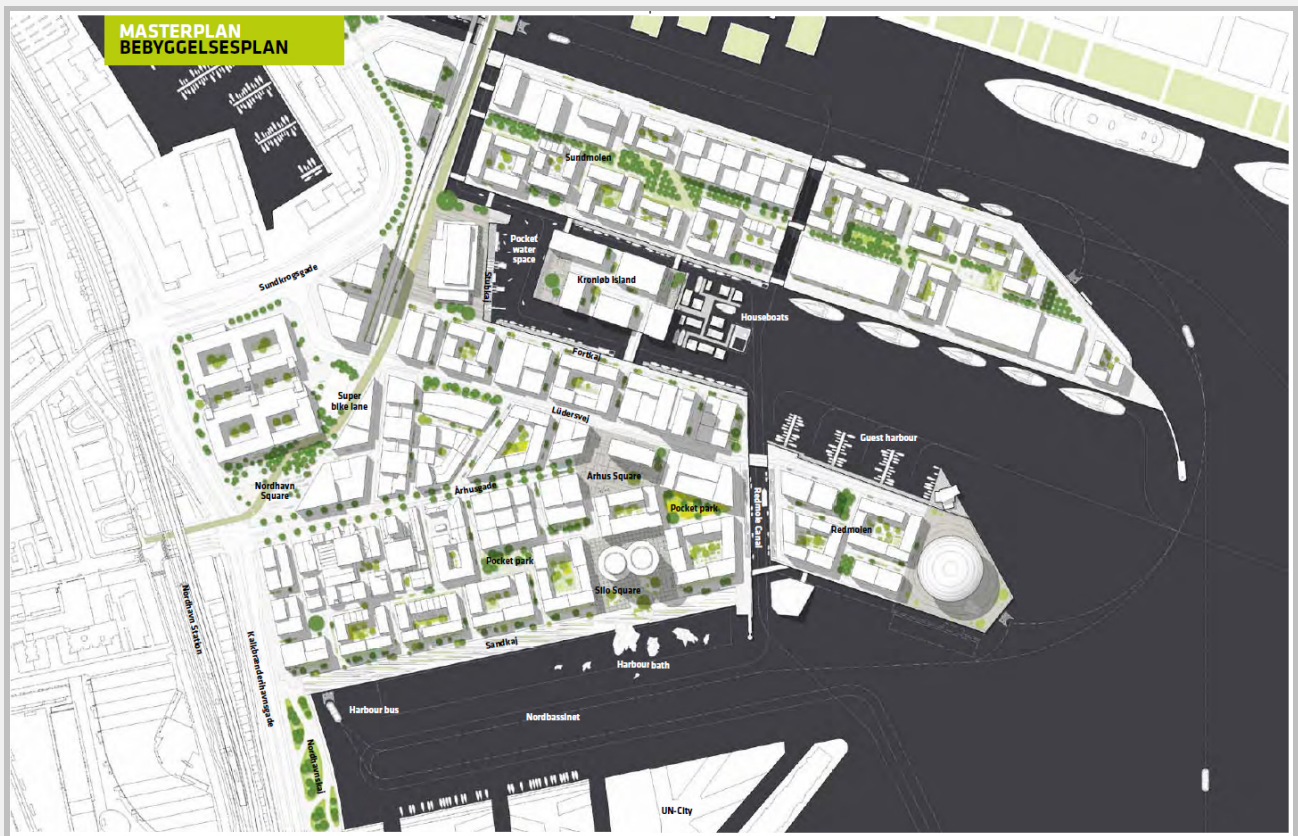 MASTERPLAN
BEBYGGELSESPLAN
Sundmolen
Pocket
water
space
Sundkrogsgade
Stubkaj
Kronløb Island
Houseboats
Fortkaj
Super
bike lane
Lüdersvej
Guest harbour
Århus Square
Nordhavn
Square
Århusgade
Pocket park
Redmole Canal
Redmolen
Pocket park
Silo Square
Nordhavn Station
Kalkbrænderihavnsgade
Sandkaj
Harbour bath
Harbour bus
Nordbassinet
Nordhavnskaj
UN-City